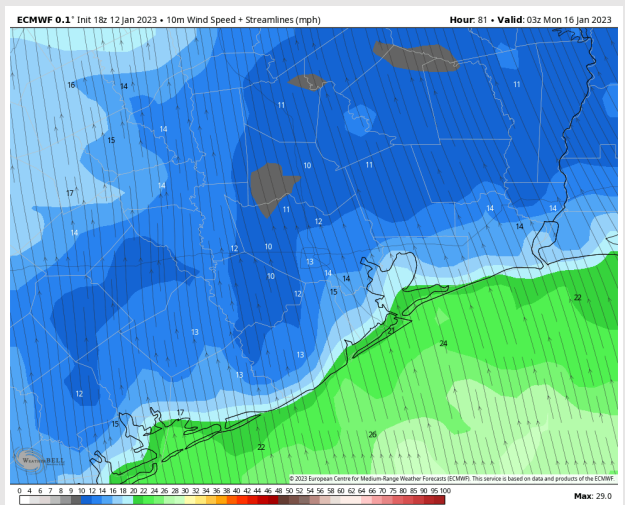 ECMWF 0.1° Init 18z 12 Jan 2023 • 10m Wind Speed + Streamlines (mph) Hour: 81 • Valid: 03z Mon 16 Jan 2023
16 14 11
11
14
15
10 11
14
17
11 14 14
12
14 14
12 10
13
10 14 14
12 15
22
21
13
24
13
13
12
17
15
26
22
WEATHERBELL
© 2023 European Centre for Medium-Range Weather Forecasts (ECMWF). This service is based on data and products of the ECMWF.
0 4 6 7 8 9 10 12 14 16 18 20 22 24 26 28 30 32 34 36 38 40 42 44 46 48 50 52 54 56 58 60 62 64 66 70 75 80 85 90 95 100
Max: 29.0